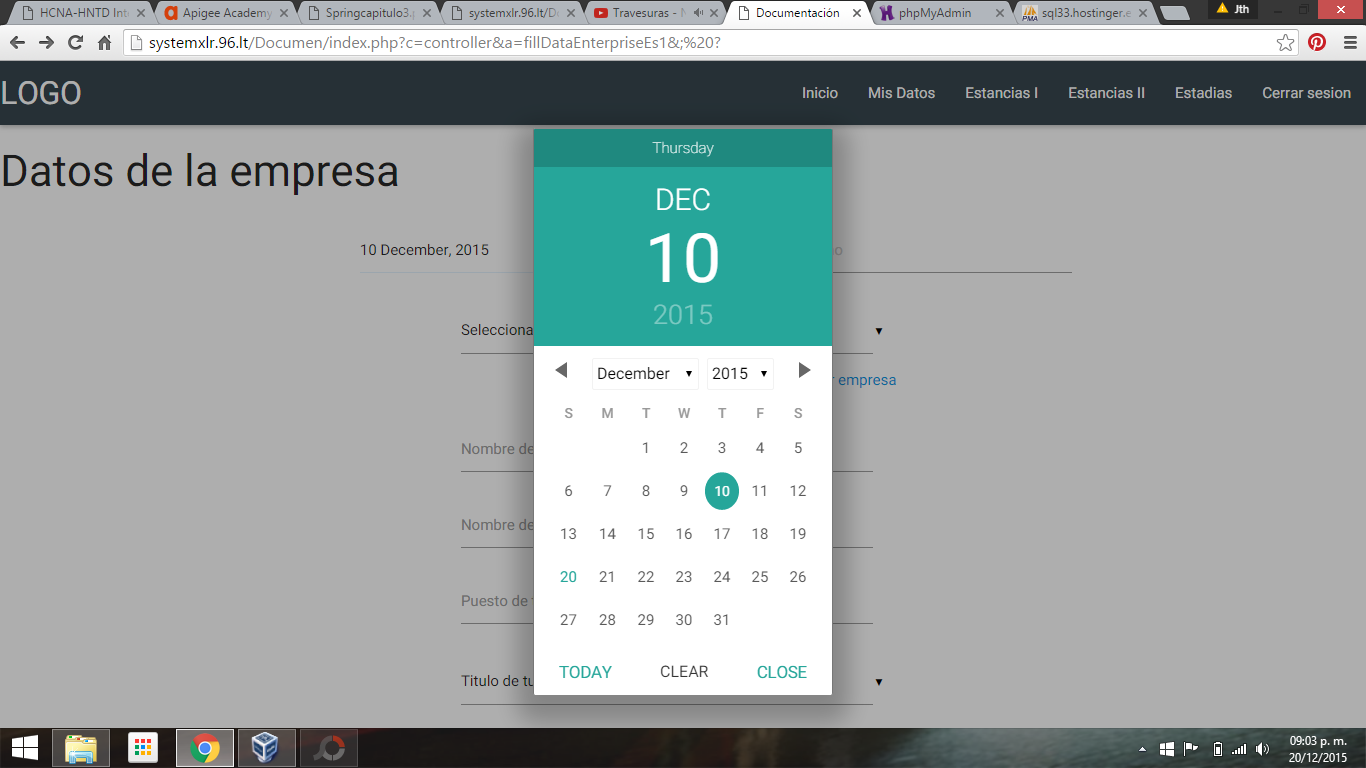 HCNA-HNTD Int
Apigee Academy
Springcapitulo3.p
systemxlr.96.lt/Do
Travesuras - N
Documentación
phpMyAdmin
sql33.hostinger.e
Jth
systemxlr.96.lt/Documen/index.php?c=controller&a=fillDataEnterpriseEs1&;%20?
LOGO
Inicio
Mis Datos
Estancias I
Estancias II
Estadias
Cerrar sesion
Datos de la empresa
10 December, 2015
Selecciona
empresa
Nombre de
Nombre de
Puesto de
Titulo de tu
Thursday
DEC
10
2015
December 2015
S M T W T F S
1 2 3 4 5
6 7 8 9 10 11 12
13 14 15 16 17 18 19
20 21 22 23 24 25 26
27 28 29 30 31
TODAY CLEAR CLOSE
09:03 p. m.
20/12/2015